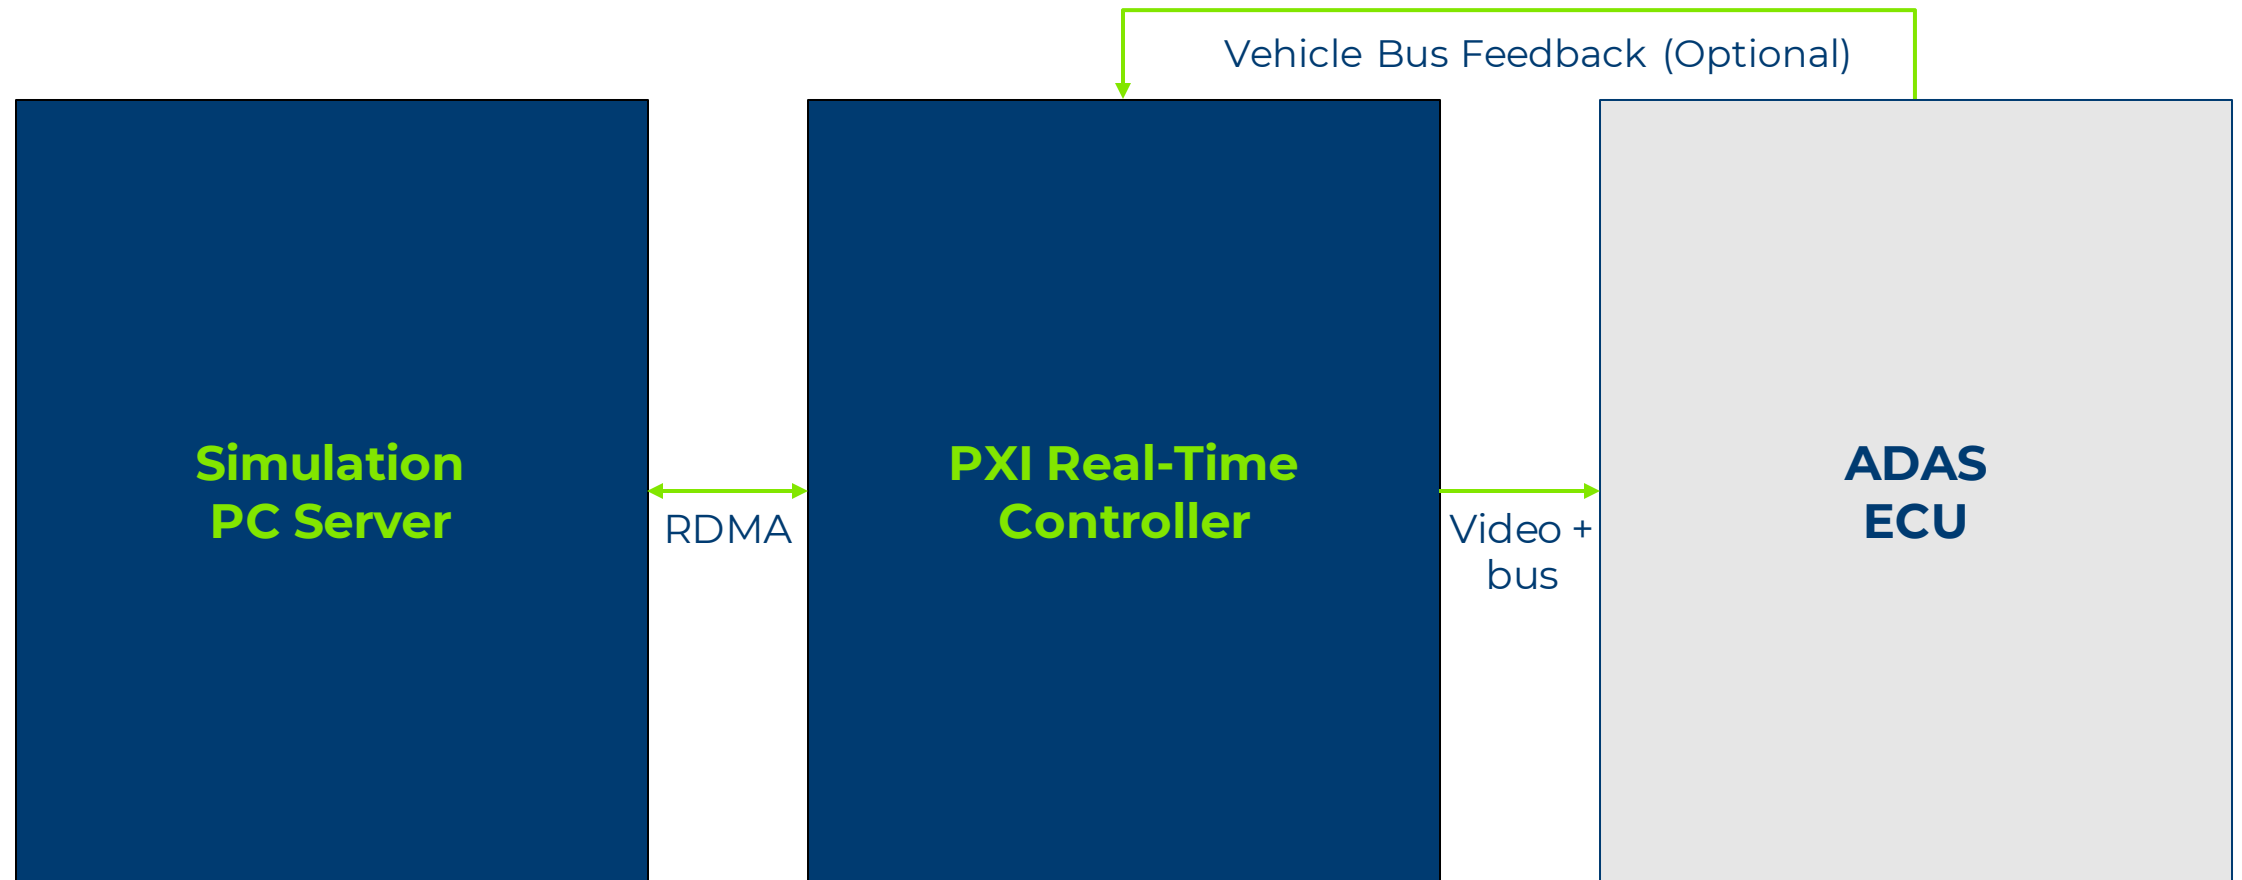 Vehicle Bus Feedback (Optional)
Simulation
PC Server
RDMA
PXI Real-Time
Controller
Video +
bus
ADAS
ECU